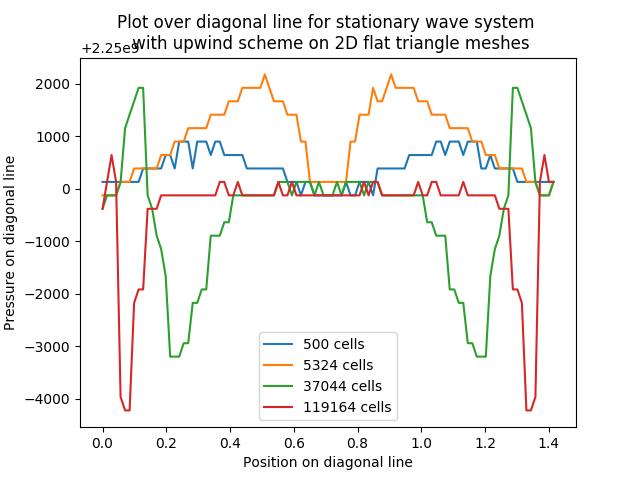 Plot over diagonal line for stationary wave system
with upwind scheme on 2D flat triangle meshes
+2.25e9
2000
1000
0
−1000
−2000
−3000
−4000
Pressure on diagonal line
500 cells
5324 cells
37044 cells
119164 cells
0.0 0.2 0.4 0.6 0.8 1.0 1.2 1.4
Position on diagonal line